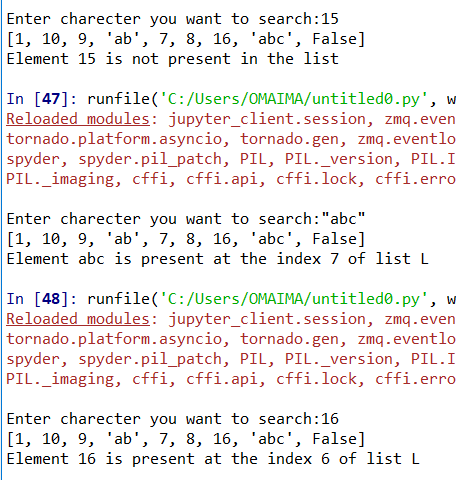 Enter charecter you want to search:15
[1, 10, 9, 'ab', 7, 8, 16, 'abc', False]
Element 15 is not present in the list
In [47]: runfile('C:/Users/OMAIMA/untitled0.py', w
Reloaded modules: jupyter_client.session, zmq.even
tornado.platform.asyncio, tornado.gen, zmq.eventlo
spyder, spyder.pil_patch, PIL, PIL._version, PIL.I
PIL._imaging, cffi, cffi.api, cffi.lock, cffi.erro
Enter charecter you want to search:"abc"
[1, 10, 9, 'ab', 7, 8, 16, 'abc', False]
Element abc is present at the index 7 of list L
In [48]: runfile('C:/Users/OMAIMA/untitled0.py', w
Reloaded modules: jupyter_client.session, zmq.even
tornado.platform.asyncio, tornado.gen, zmq.eventlo
spyder, spyder.pil_patch, PIL, PIL._version, PIL.I
PIL._imaging, cffi, cffi.api, cffi.lock, cffi.erro
Enter charecter you want to search:16
[1, 10, 9, 'ab', 7, 8, 16, 'abc', False]
Element 16 is present at the index 6 of list L